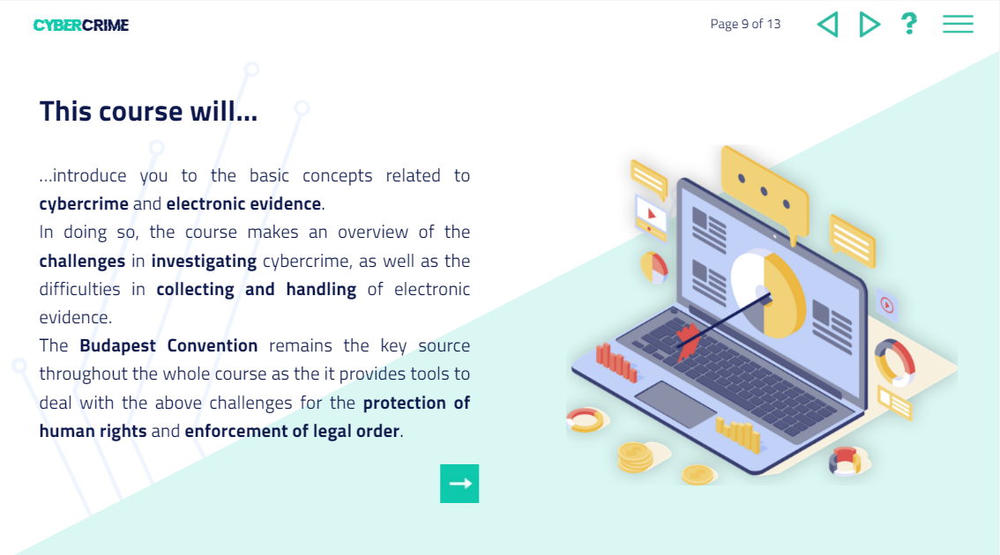 CYBERCRIME
Page 9 of 13
?
This course will...
...introduce you to the basic concepts related to
cybercrime and electronic evidence.
In doing so, the course makes an overview of the
challenges in investigating cybercrime, as well as the
difficulties in collecting and handling of electronic
evidence.
The Budapest Convention remains the key source
throughout the whole course as the it provides tools to
deal with the above challenges for the protection of
human rights and enforcement of legal order.